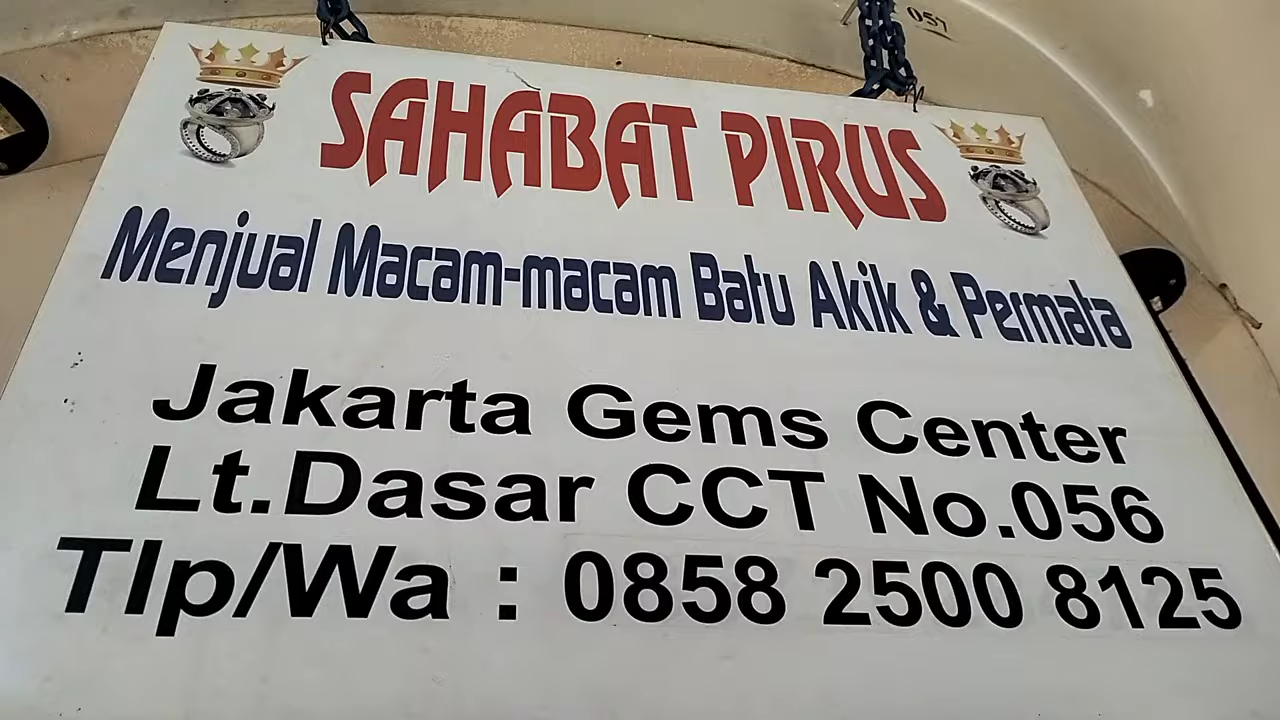 057
SAHABAT PIRUS
Menjual Macam-macam Batu Akik & Permata
Jakarta Gems Center
Lt.Dasar CCT No.056
Tlp/Wa : 0858 2500 8125